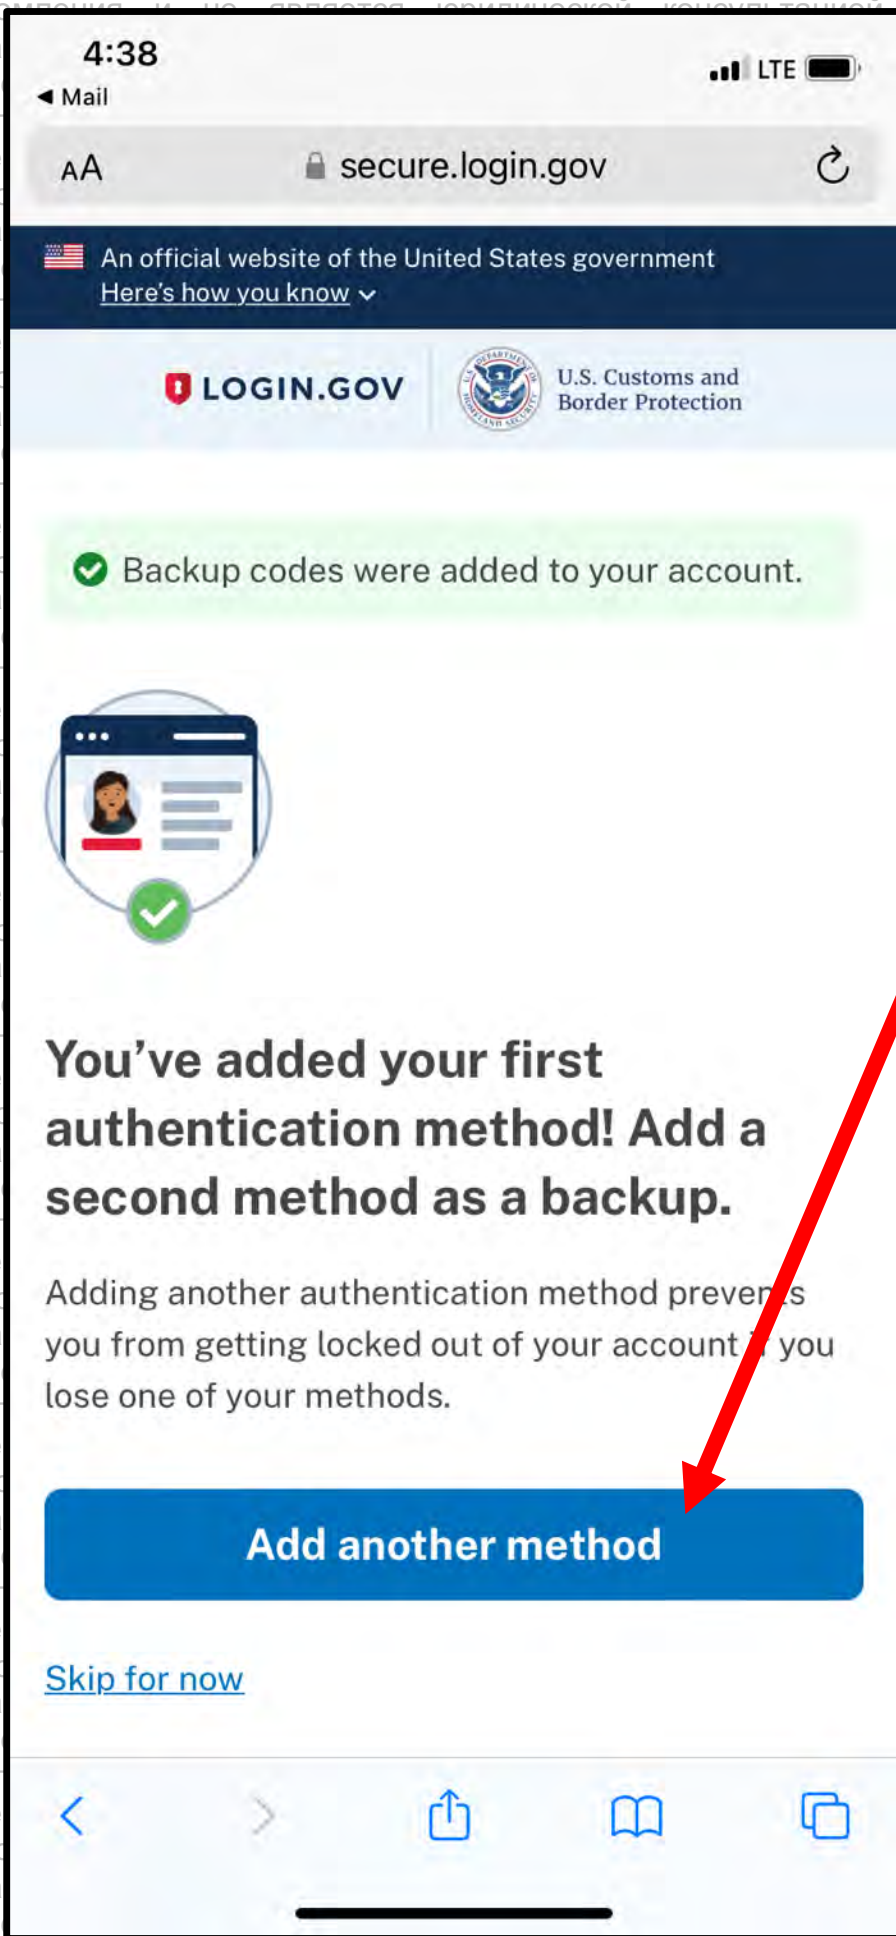 является юридической консультацией
4:38
LTE
◀ Mail
AA
secure.login.gov
An official website of the United States government
Here's how you know
LOGIN.GOV
U.S. Customs and
Border Protection
Backup codes were added to your account.
You've added your first
authentication method! Add a
second method as a backup.
Adding another authentication method prevents
you from getting locked out of your account if you
lose one of your methods.
Add another method
Skip for now